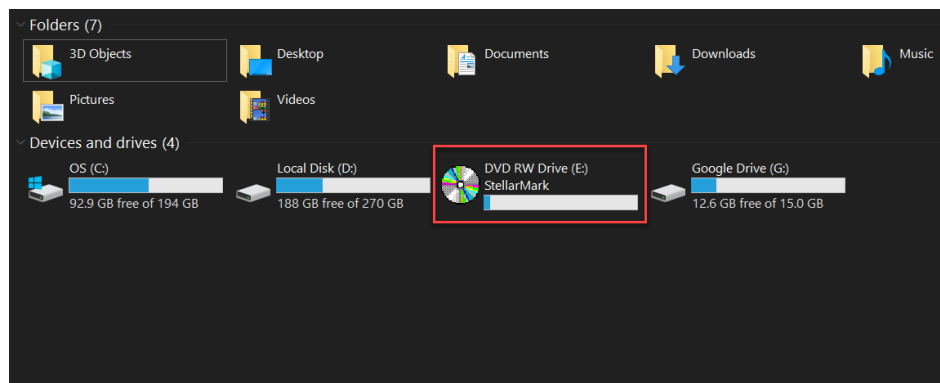 Folders (7)
3D Objects
Desktop
Documents
Downloads
Music
Pictures
Videos
Devices and drives (4)
OS (C:)
92.9 GB free of 194 GB
Local Disk (D:)
188 GB free of 270 GB
DVD RW Drive (E:)
StellarMark
Google Drive (G:)
12.6 GB free of 15.0 GB